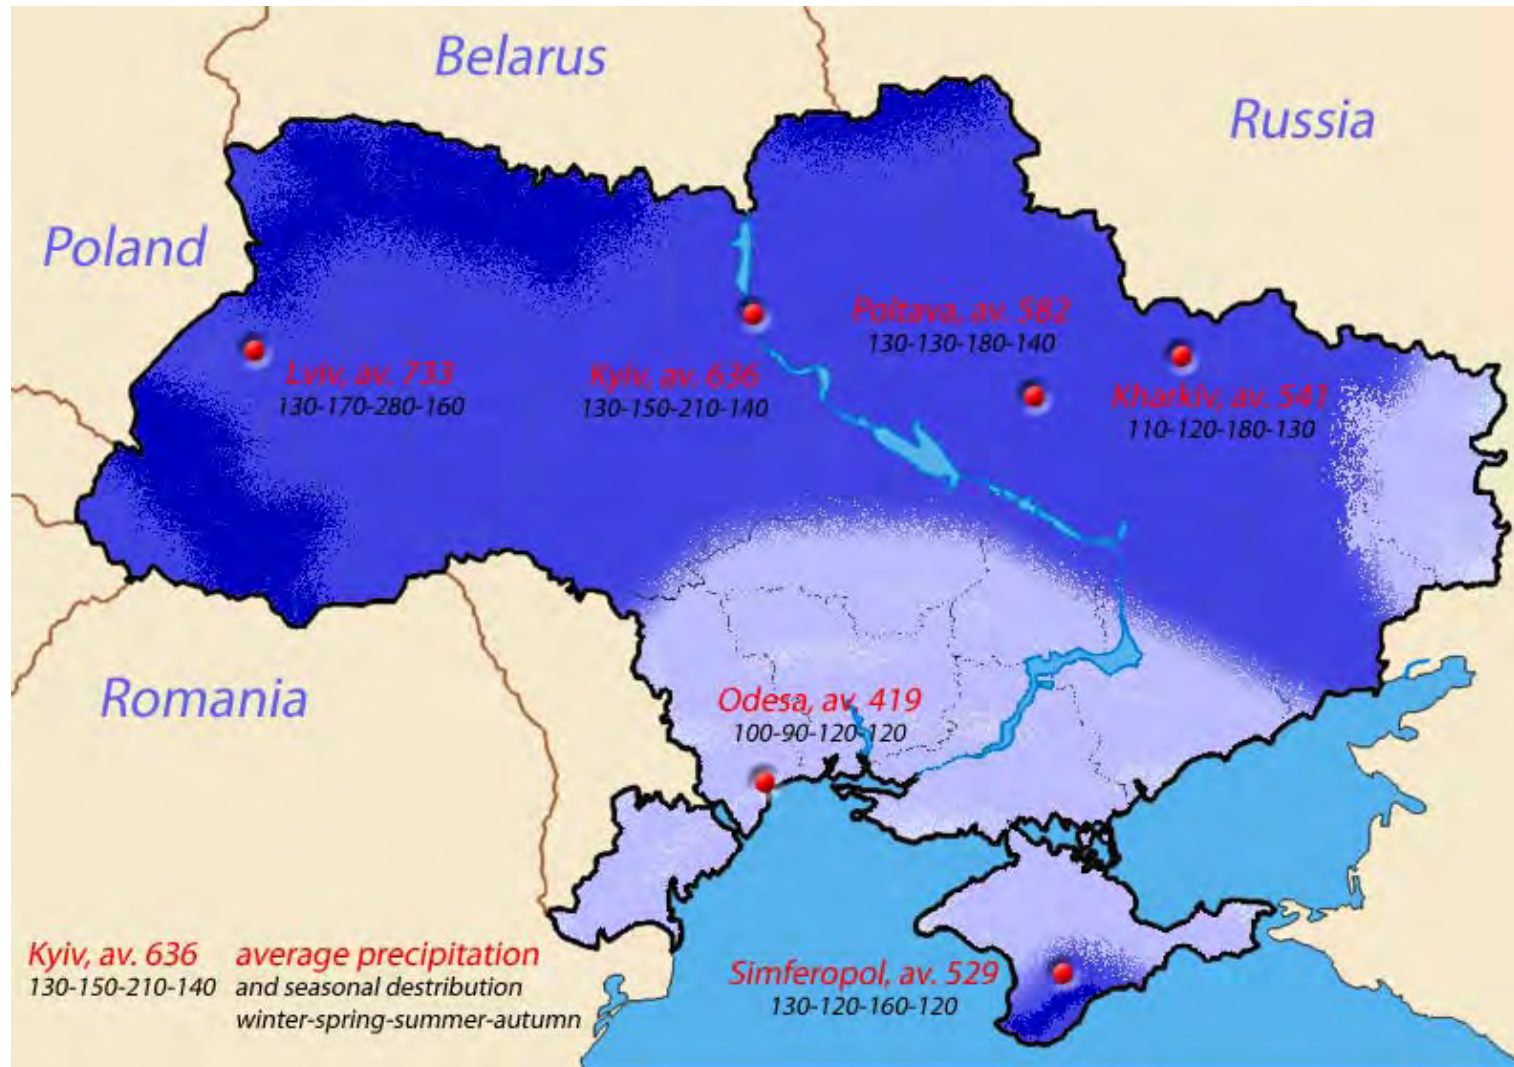 Belarus
Russia
Poland
Poltava, av. 582
130-130-180-140
Lviv, av. 733
130-170-280-160
Kyiv, av. 636
130-150-210-140
Kharkiv, av. 541
110-120-180-130
Romania
Odesa, av. 419
100-90-120-120
Simferopol, av. 529
130-120-160-120
Kyiv, av. 636
130-150-210-140
average precipitation
and seasonal destribution
winter-spring-summer-autumn